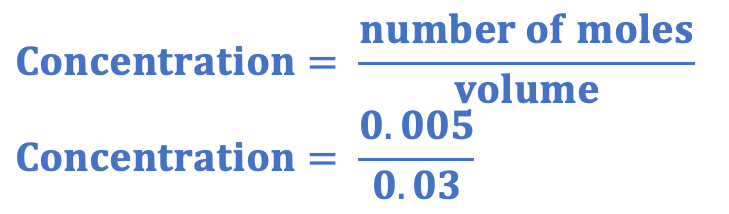 Concentration = number of moles / volume
Concentration = 0.005 / 0.03